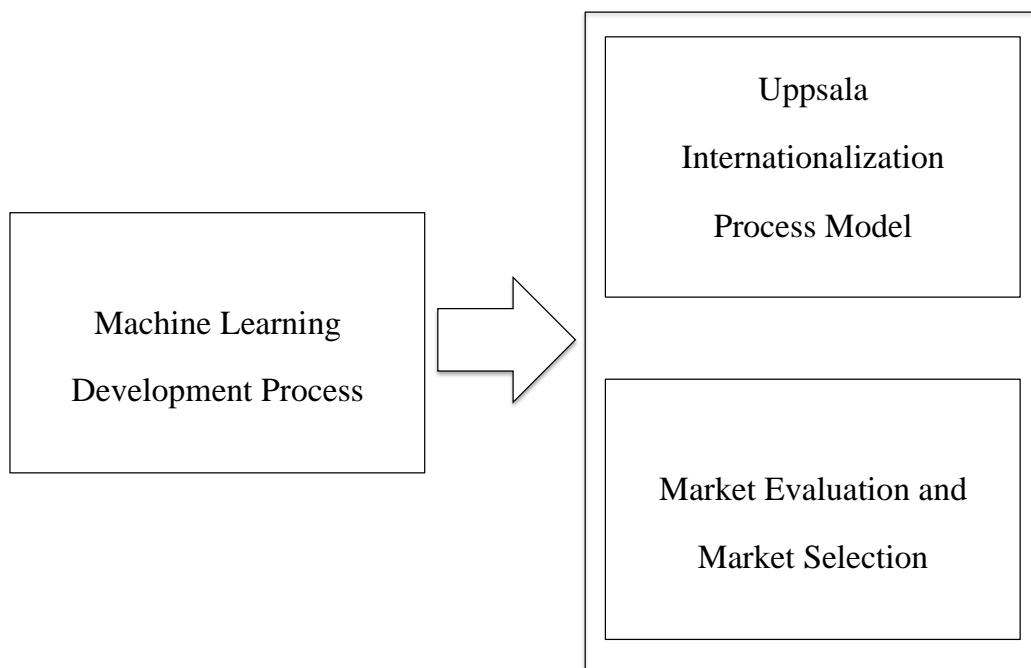 Uppsala
Internationalization
Process Model
Machine Learning
Development Process
Market Evaluation and
Market Selection